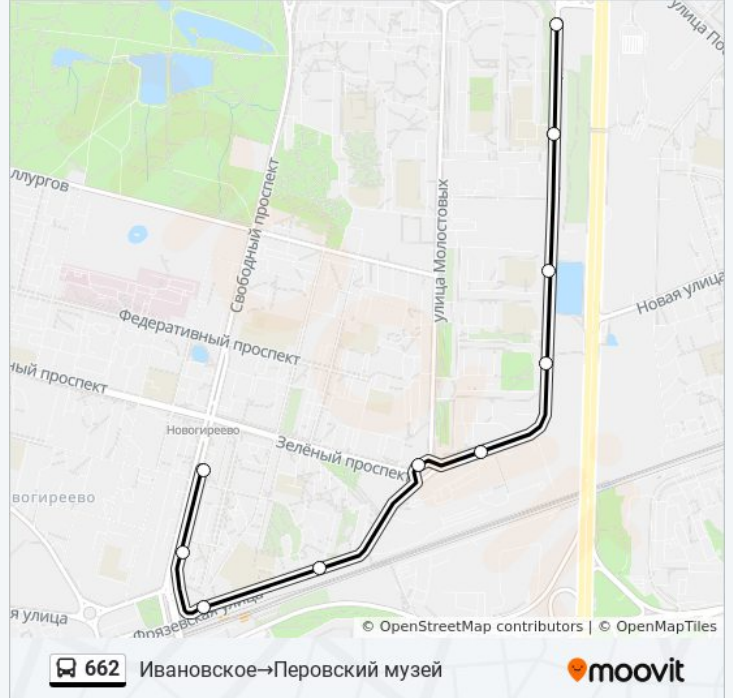 улица По
ллургов
Свободный проспект
улица Молостовых
Новая улица
Федеративный проспект
ный проспект
Новогиреево
Зелёный проспект
вогиреево
я улица
Фрязевская улица
© OpenStreetMap contributors | © OpenMapTiles
662 Ивановское→Перовский музей
moovit